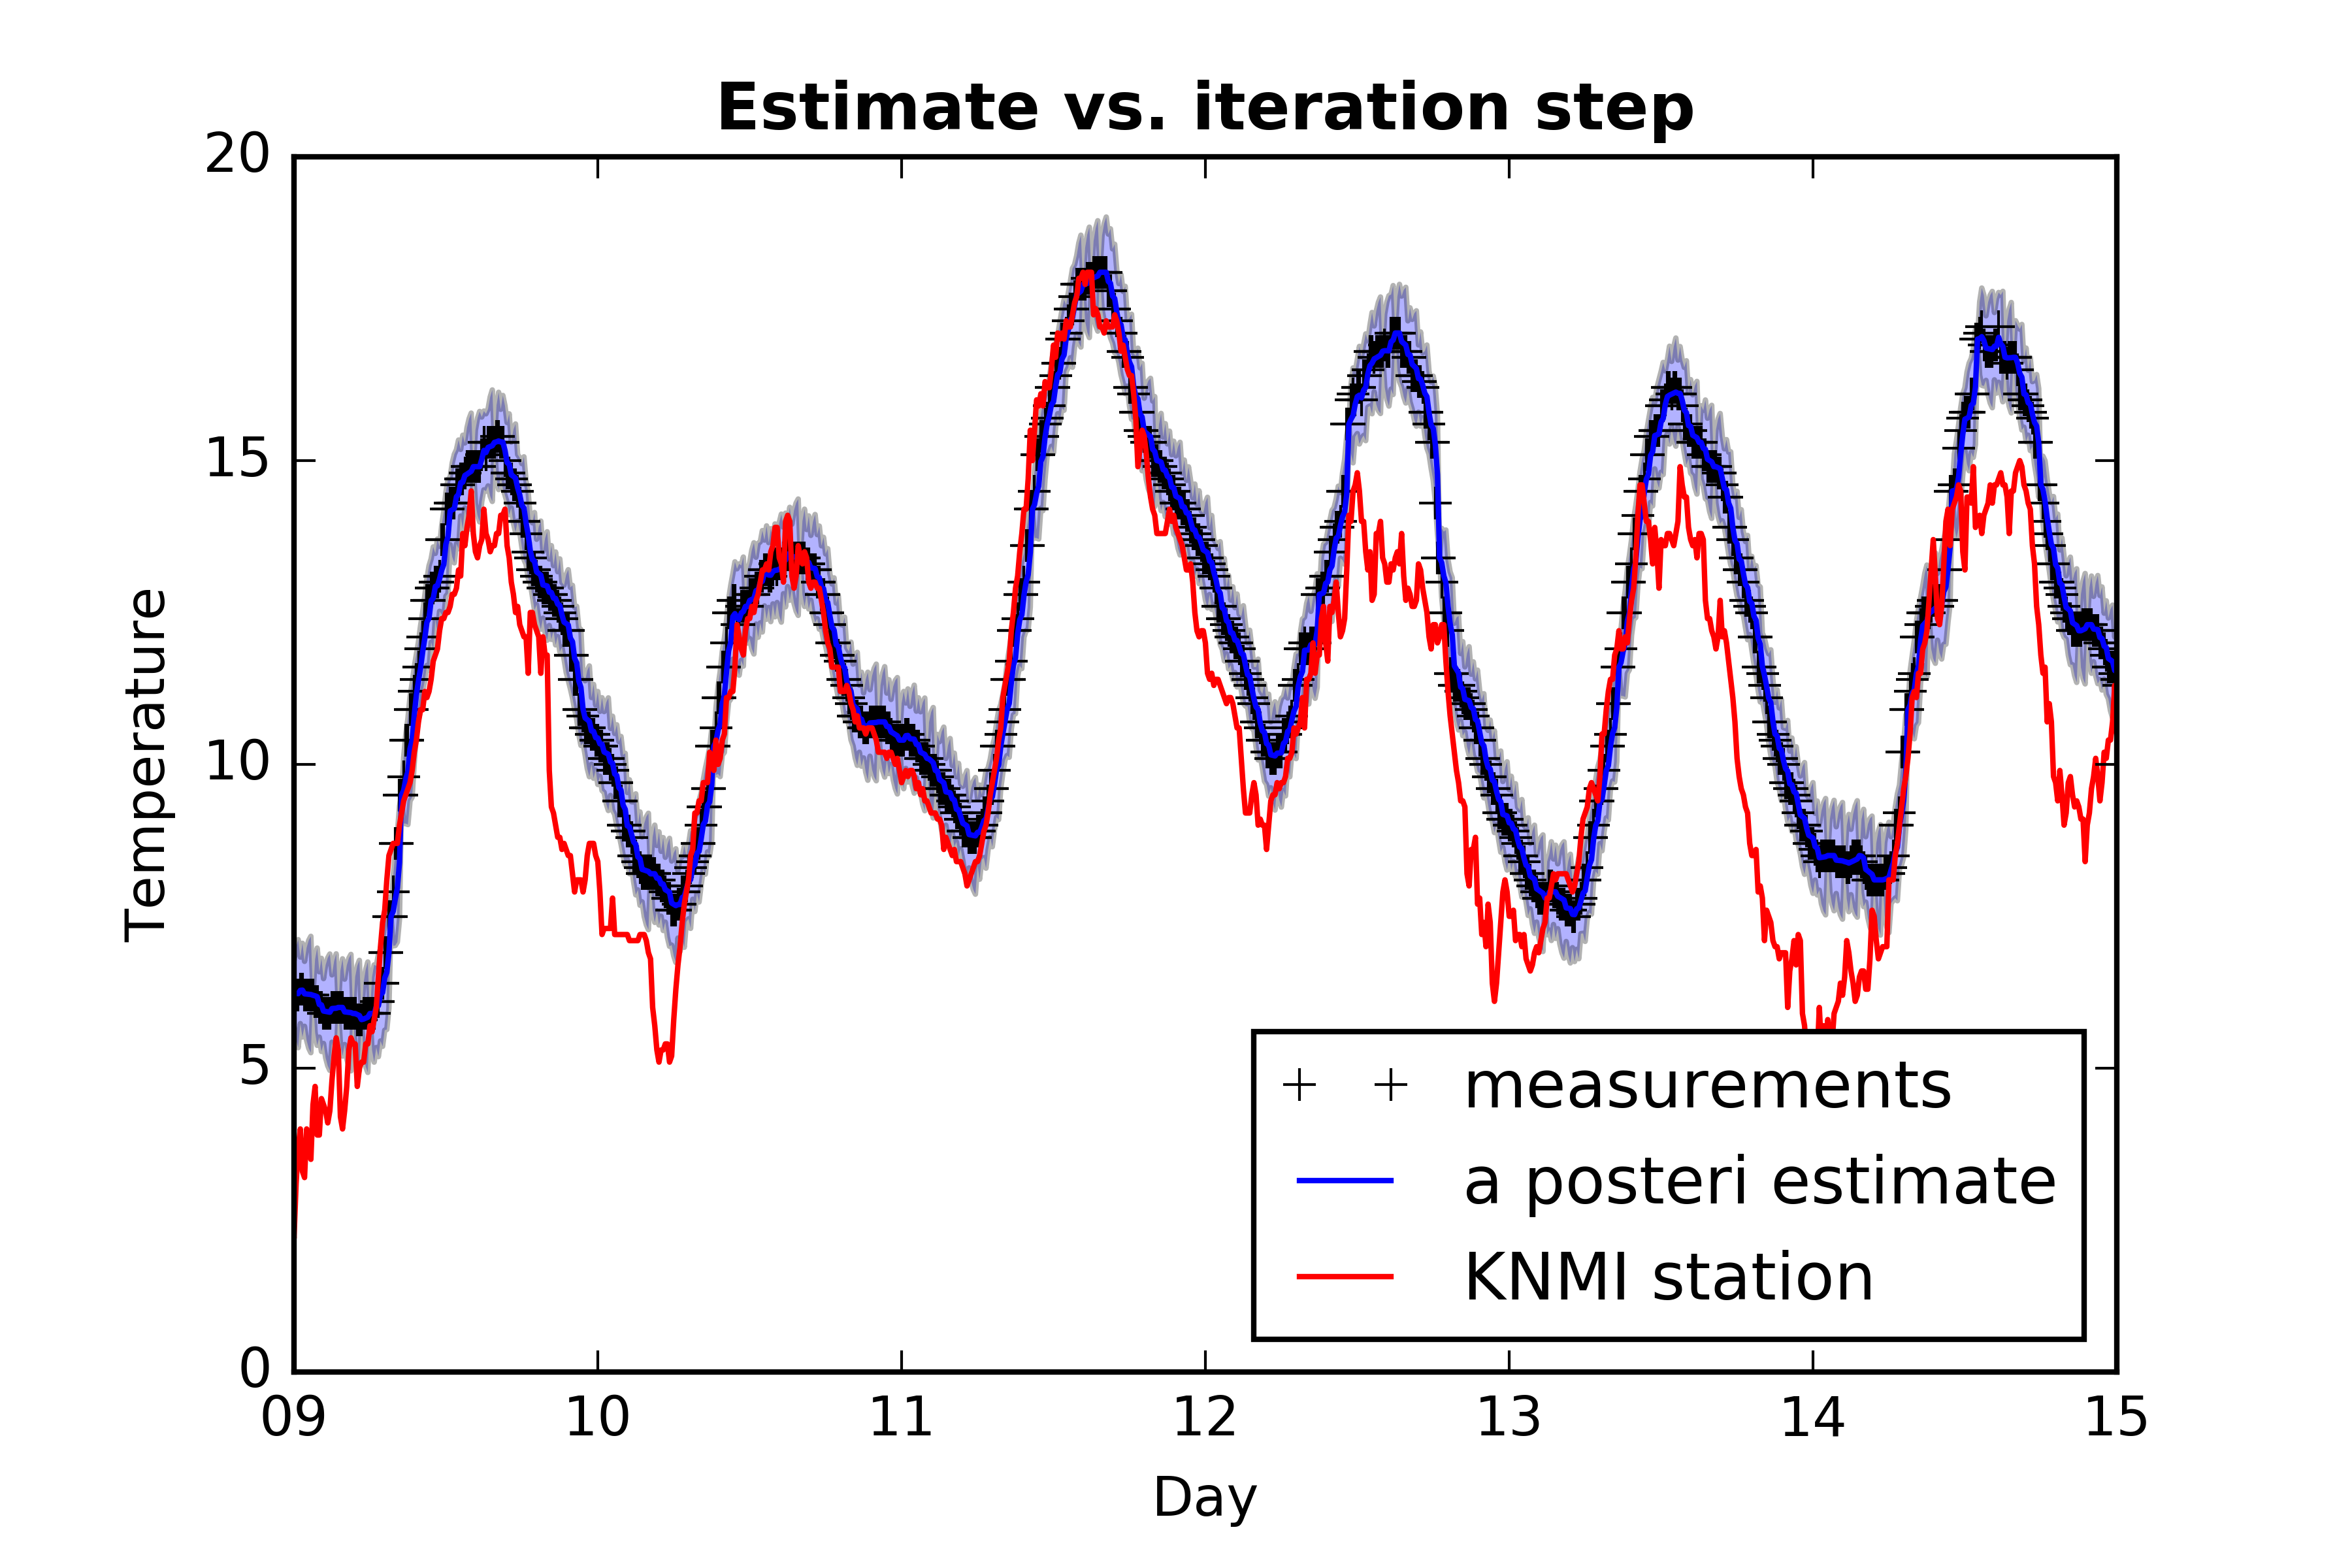 Estimate vs. iteration step
20
15
10
5
0
Temperature
09 10 11 12 13 14 15
Day
measurements
a posteri estimate
KNMI station